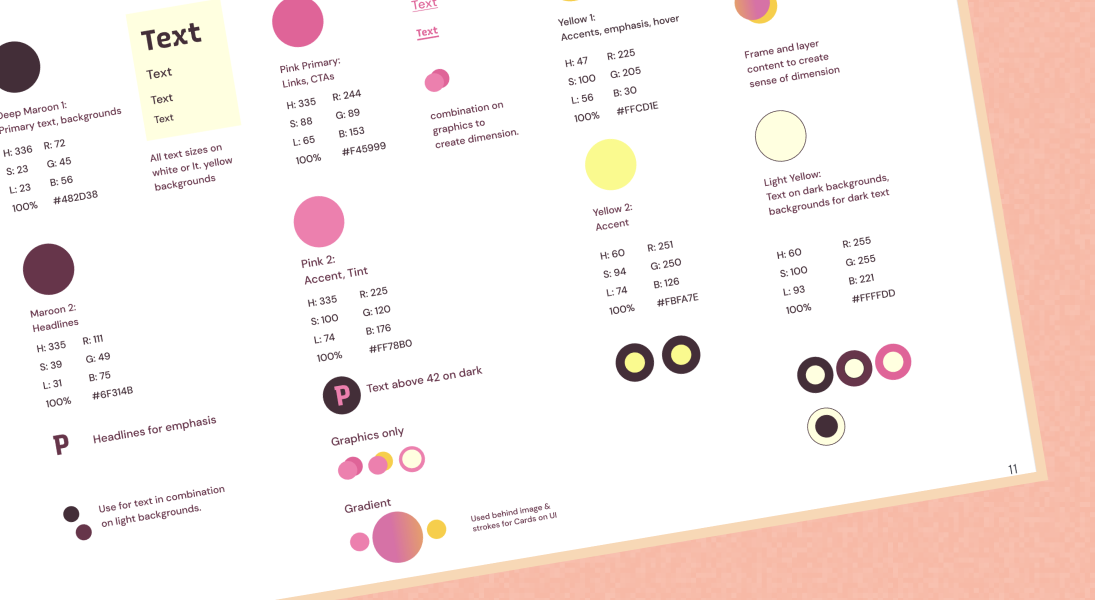 Deep Maroon 1:
Primary text, backgrounds
H: 336 R: 72
S: 23 G: 45
L: 23 B: 56
100% #482D38
Text
Text
Text
Text
All text sizes on
white or lt. yellow
backgrounds
Maroon 2:
Headlines
H: 335 R: 111
S: 39 G: 49
L: 31 B: 75
100% #6F314B
P Headlines for emphasis
Use for text in combination
on light backgrounds.
Pink Primary:
Links, CTAs
H: 335 R: 244
S: 88 G: 89
L: 65 B: 153
100% #F45999
Text
Text
combination on
graphics to
create dimension.
Pink 2:
Accent, Tint
H: 335 R: 225
S: 100 G: 120
L: 74 B: 176
100% #FF78B0
P Text above 42 on dark
Graphics only
Gradient
Used behind image &
strokes for Cards on UI
Yellow 1:
Accents, emphasis, hover
H: 47 R: 225
S: 100 G: 205
L: 56 B: 30
100% #FFCD1E
Yellow 2:
Accent
H: 60 R: 251
S: 94 G: 250
L: 74 B: 126
100% #FBFA7E
Frame and layer
content to create
sense of dimension
Light Yellow:
Text on dark backgrounds,
backgrounds for dark text
H: 60 R: 255
S: 100 G: 255
L: 93 B: 221
100% #FFFFDD
11